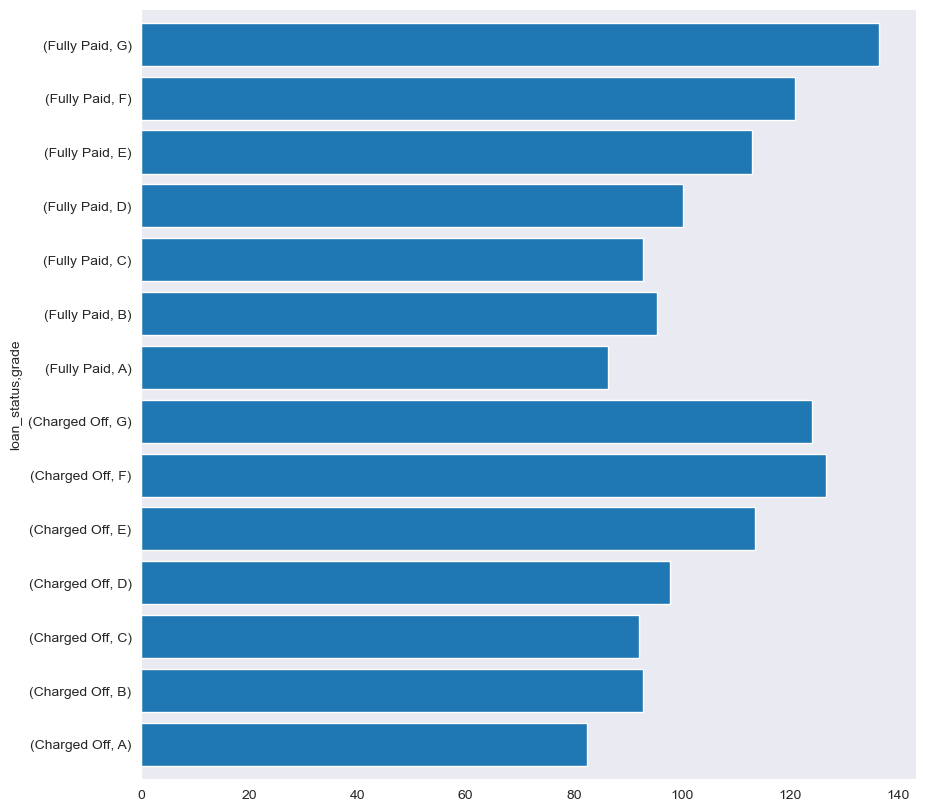 (Fully Paid, G)
(Fully Paid, F)
(Fully Paid, E)
(Fully Paid, D)
(Fully Paid, C)
(Fully Paid, B)
(Fully Paid, A)
(Charged Off, G)
(Charged Off, F)
(Charged Off, E)
(Charged Off, D)
(Charged Off, C)
(Charged Off, B)
(Charged Off, A)
loan_status,grade
0 20 40 60 80 100 120 140